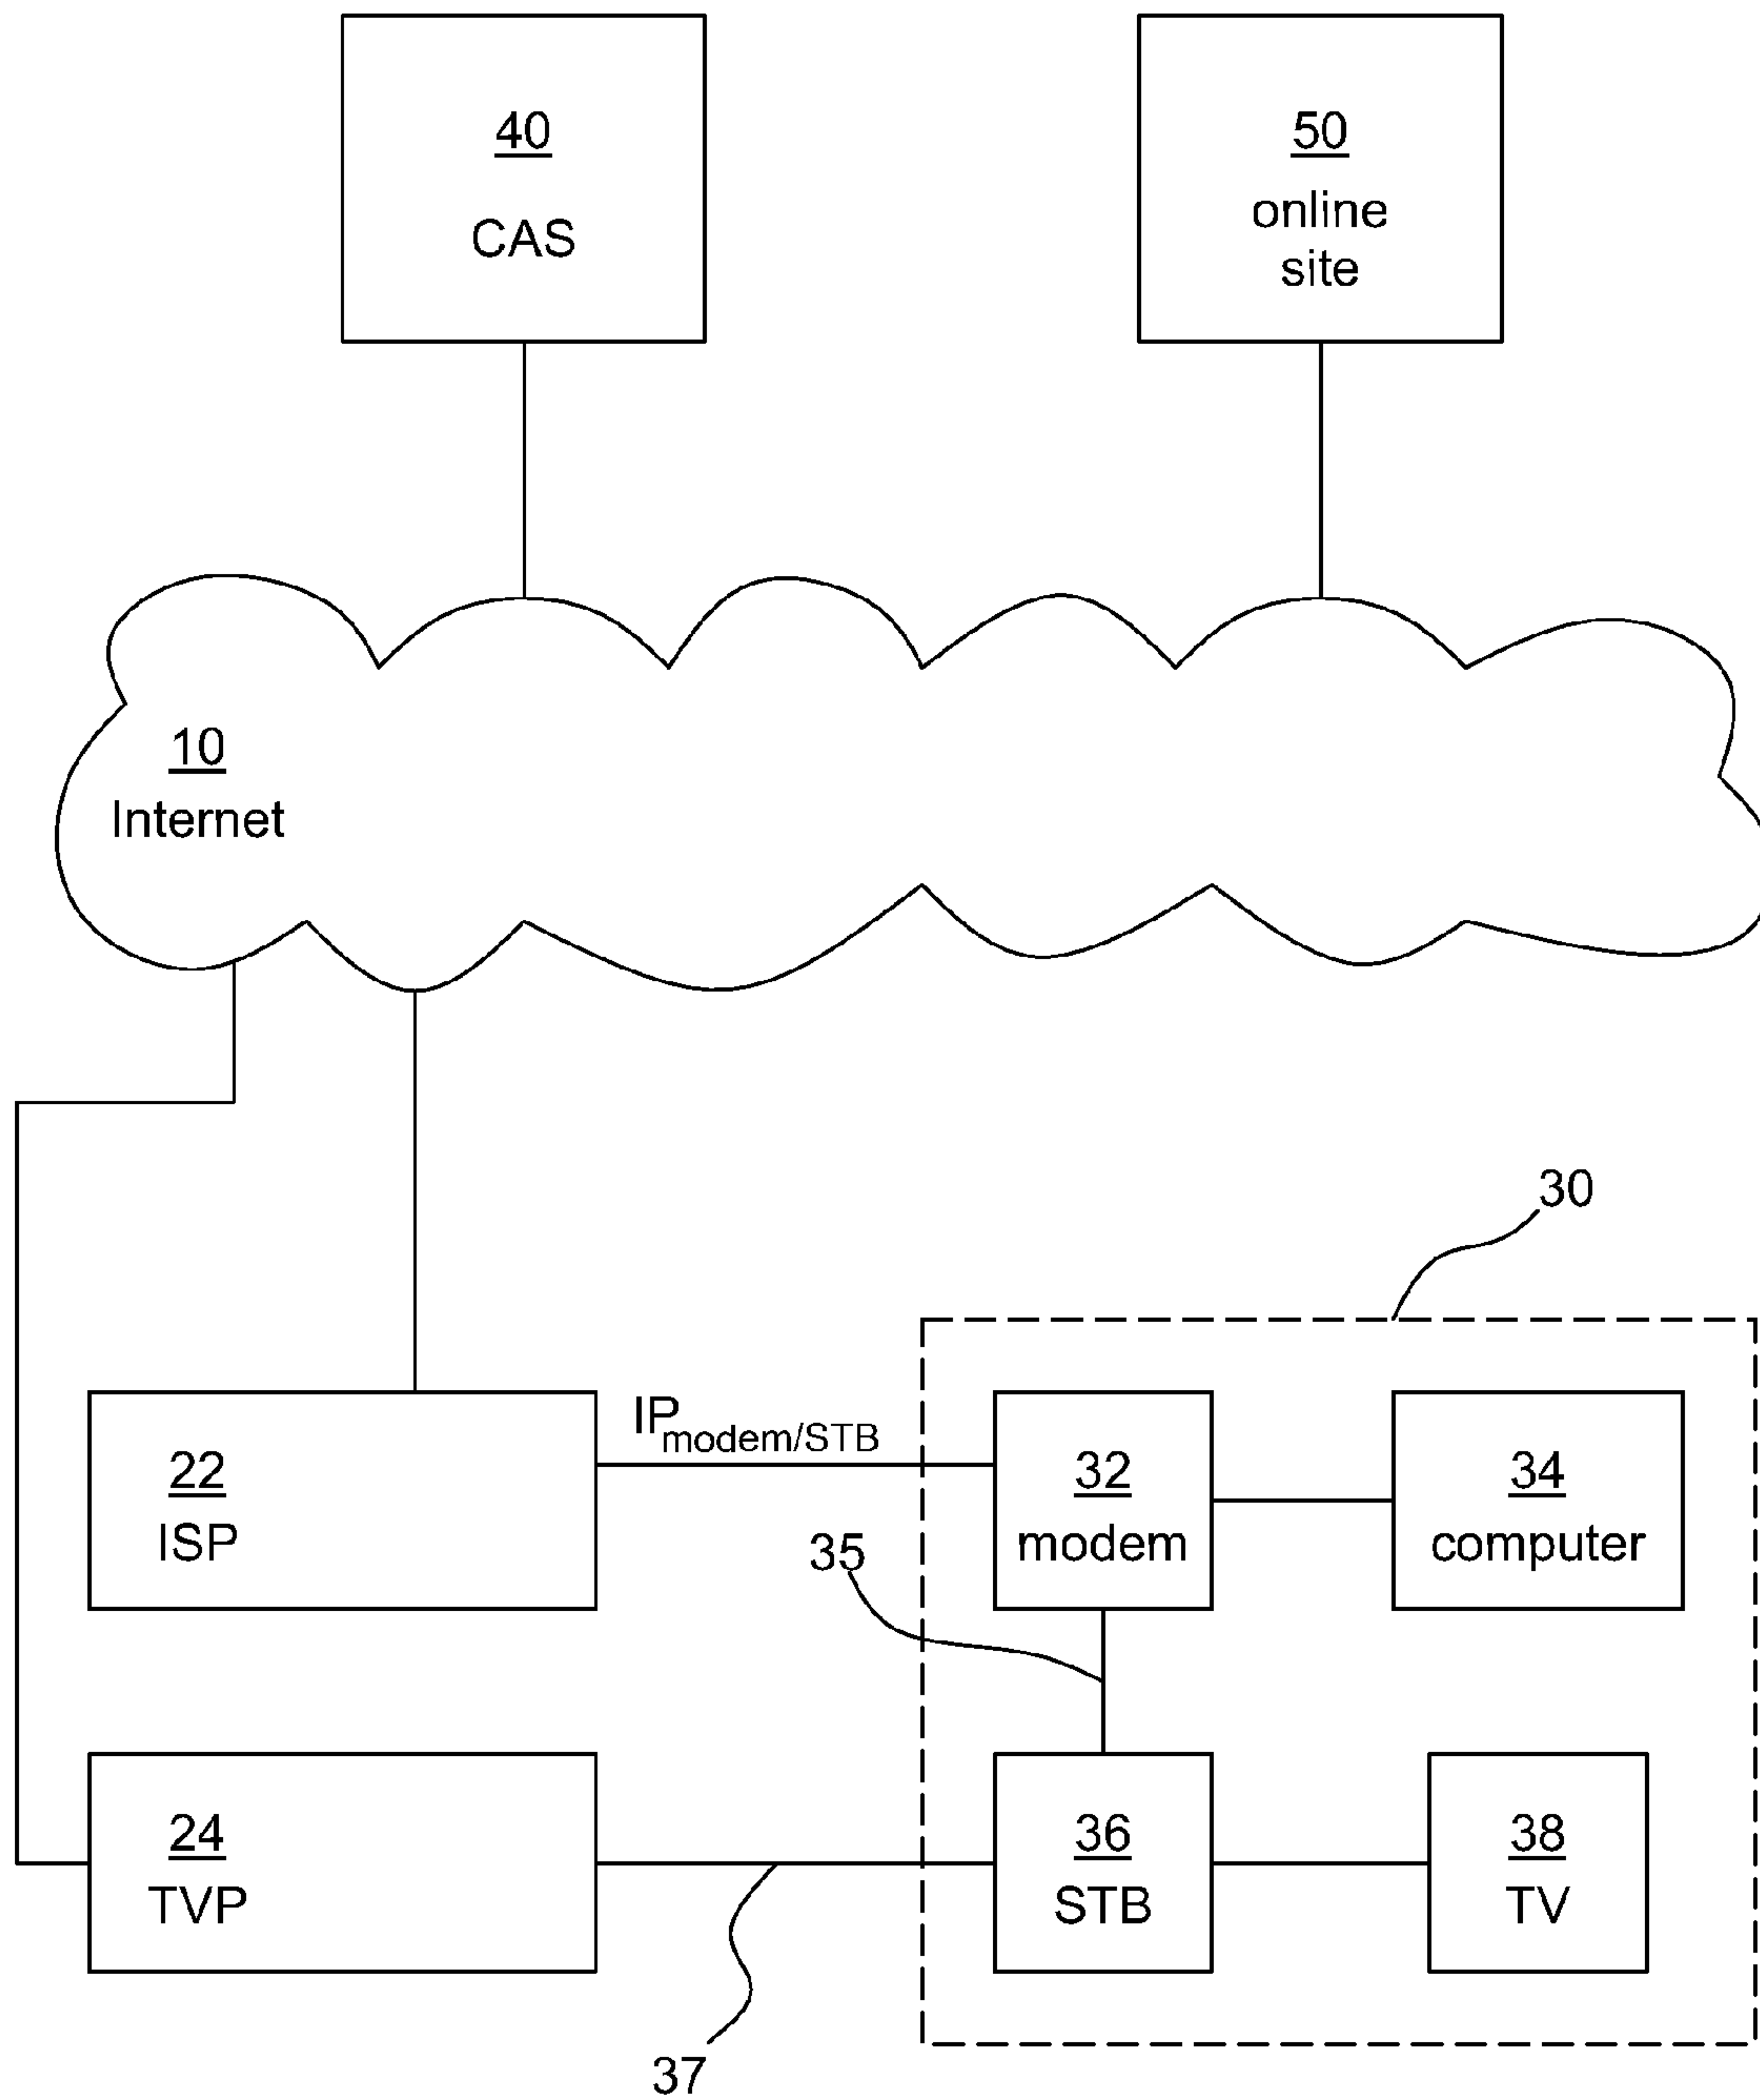 40
CAS
50
online
site
10
Internet
30
22
ISP
IPmodem/STB
32
modem
34
computer
35
24
TVP
36
STB
38
TV
37